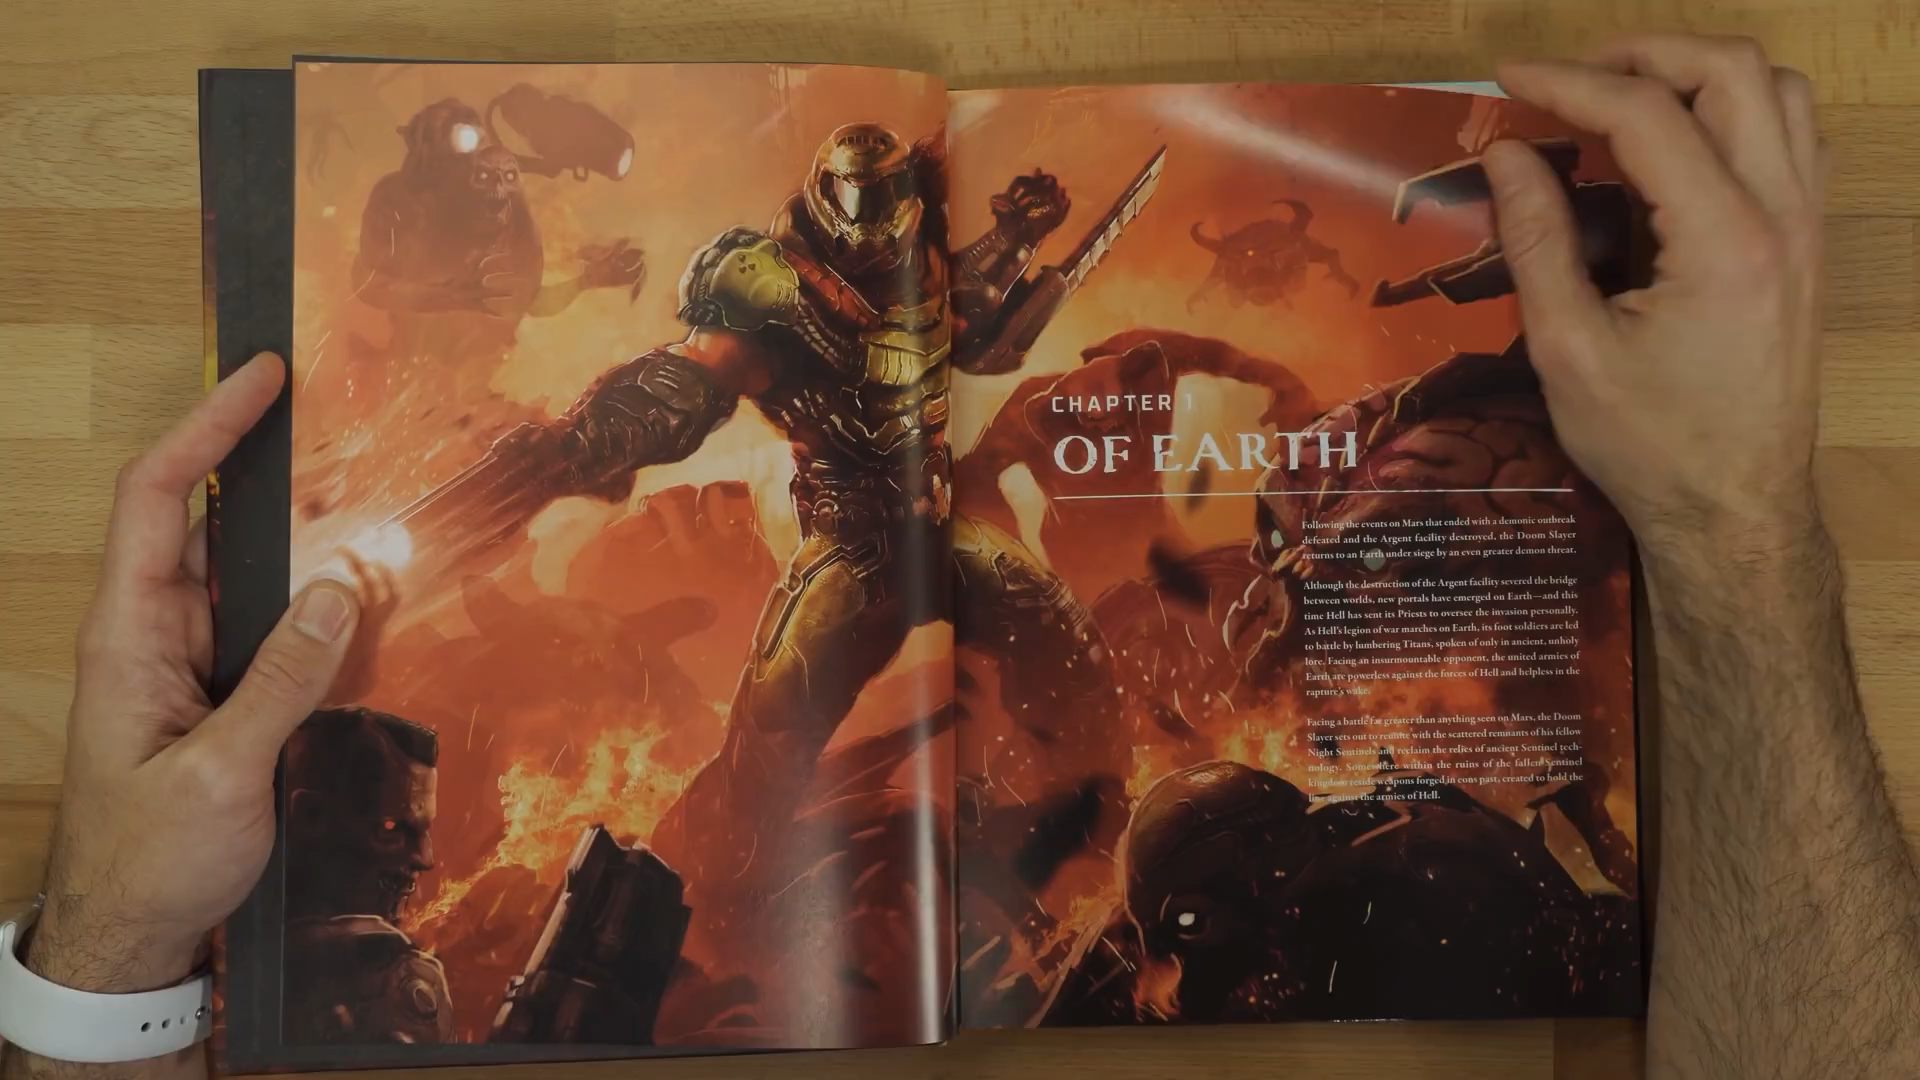 CHAPTER 1
OF EARTH
Following the events on Mars that ended with a demonic outbreak
defeated and the Argent facility destroyed, the Doom Slayer
returns to an Earth under siege by an even greater demon threat.
Although the destruction of the Argent facility severed the bridge
between worlds, new portals have emerged on Earth—and this
time Hell has sent its Priests to oversee the invasion personally.
As Hell's legion of war marches on Earth, its foot soldiers are led
to battle by lumbering Titans, spoken of only in ancient, unholy
lore. Facing an insurmountable opponent, the united armies of
Earth are powerless against the forces of Hell and helpless in the
rapture's wake.
Facing a battle far greater than anything seen on Mars, the Doom
Slayer sets out to reunite with the scattered remnants of his fellow
Night Sentinels and reclaim the relics of ancient Sentinel tech-
nology. Somewhere within the ruins of the fallen Sentinel
kingdom reside weapons forged in eons past, created to hold the
line against the armies of Hell.